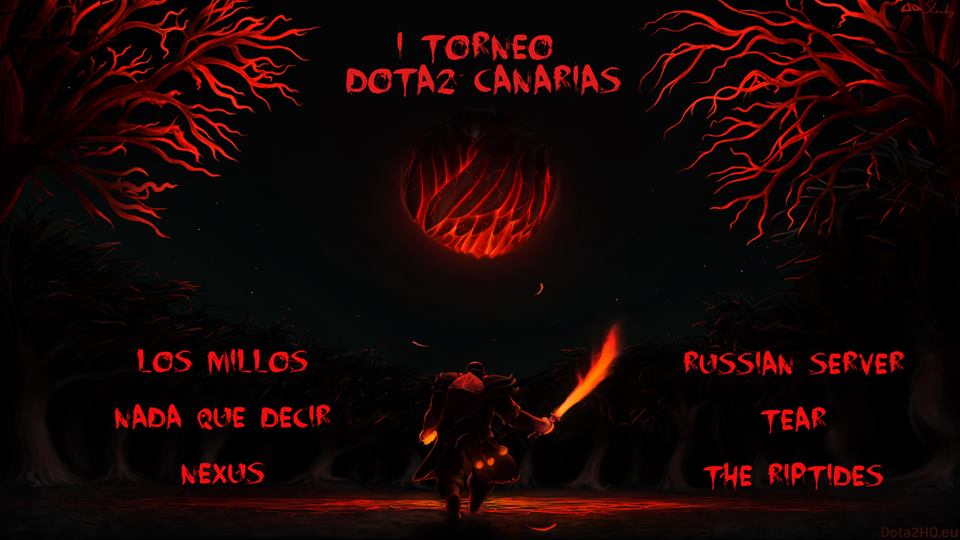 I TORNEO
DOTA2 CANARIAS
LOS MILLOS
NADA QUE DECIR
NEXUS
RUSSIAN SERVER
TEAR
THE RIPTIDES
Dota2HQ.eu